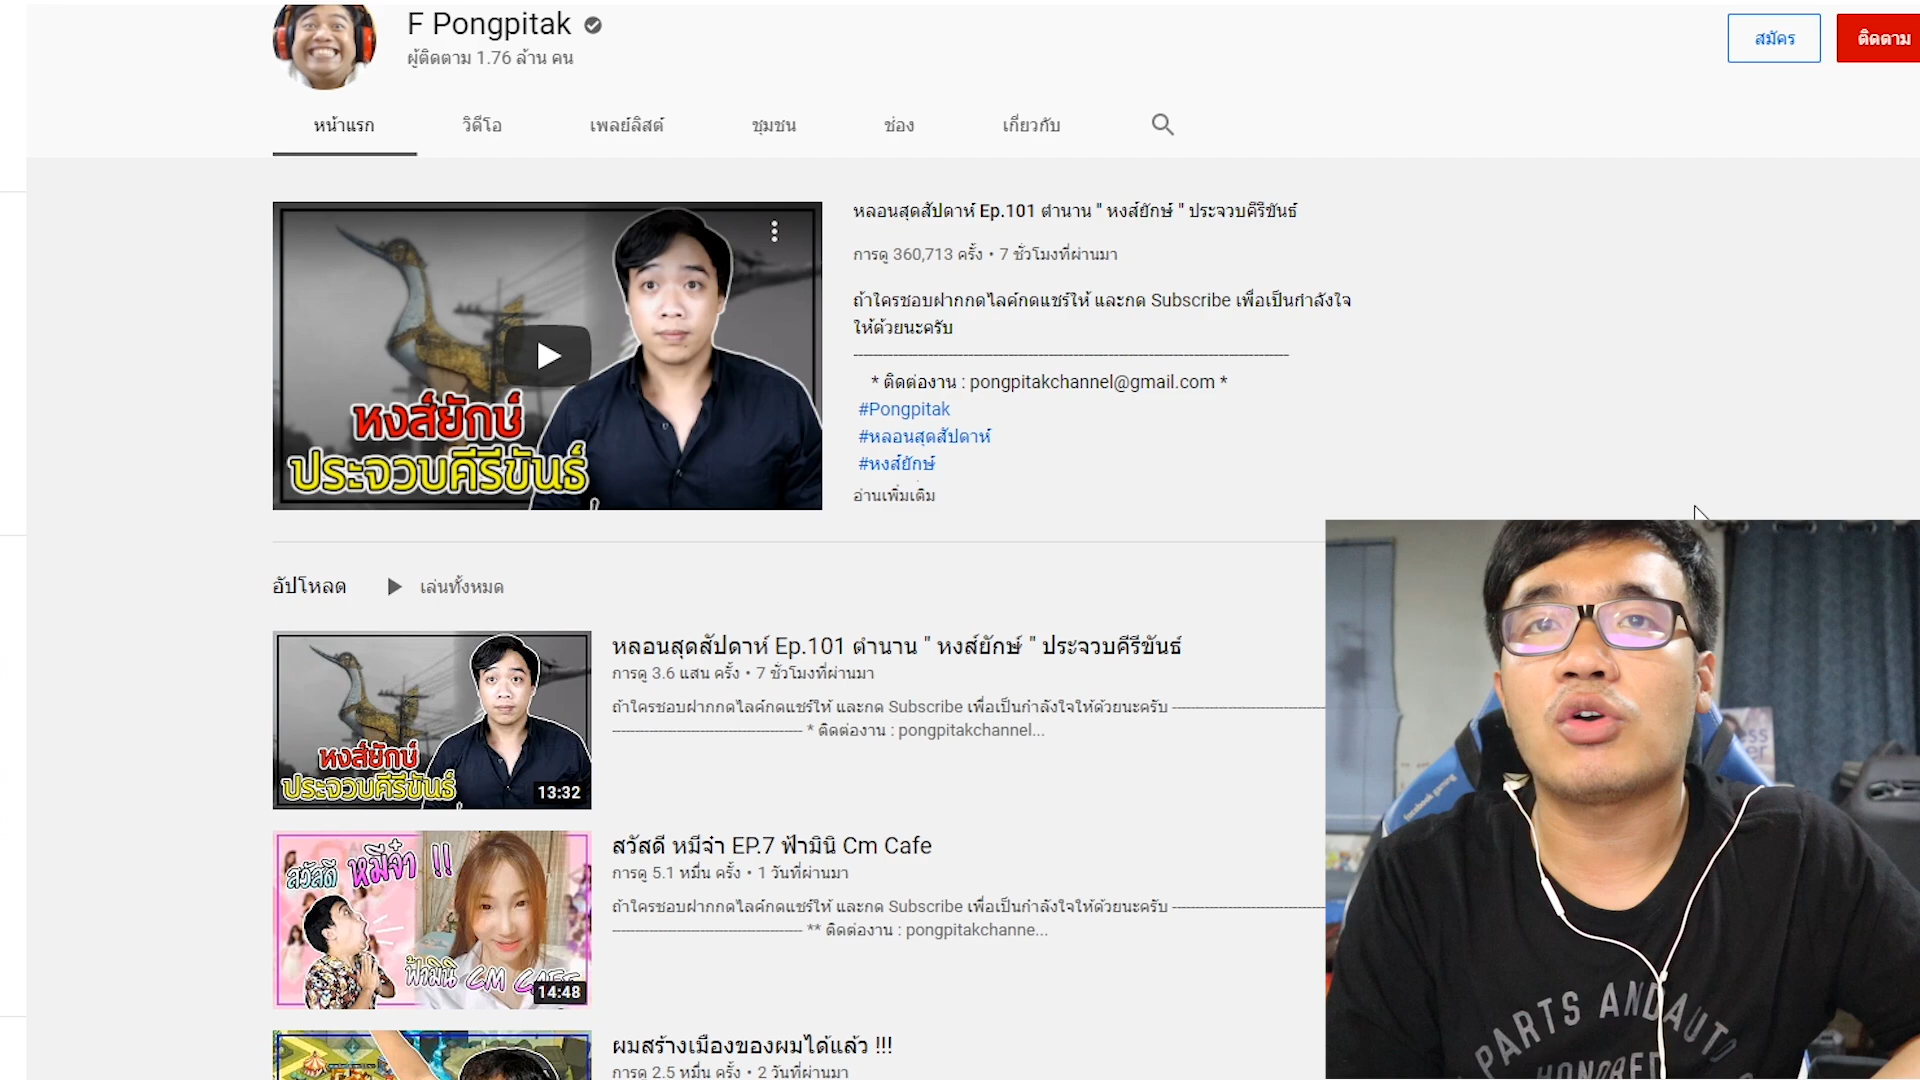 F Pongpitak
ผู้ติดตาม 1.76 ล้าน คน
สมัคร
ติดตาม
หน้าแรก
วิดีโอ
เพลย์ลิสต์
ชุมชน
ช่อง
เกี่ยวกับ
หงส์ยักษ์
ประจวบคีรีขันธ์
หลอนสุดสัปดาห์ Ep.101 ตำนาน " หงส์ยักษ์ " ประจวบคีรีขันธ์
การดู 360,713 ครั้ง • 7 ชั่วโมงที่ผ่านมา
ถ้าใครชอบฝากกดไลค์กดแชร์ให้ และกด Subscribe เพื่อเป็นกำลังใจ
ให้ด้วยนะครับ
* ติดต่องาน : pongpitakchannel@gmail.com *
#Pongpitak
#หลอนสุดสัปดาห์
#หงส์ยักษ์
อ่านเพิ่มเติม
อัปโหลด
เล่นทั้งหมด
หงส์ยักษ์
ประจวบคีรีขันธ์
13:32
หลอนสุดสัปดาห์ Ep.101 ตำนาน " หงส์ยักษ์ " ประจวบคีรีขันธ์
การดู 3.6 แสน ครั้ง • 7 ชั่วโมงที่ผ่านมา
ถ้าใครชอบฝากกดไลค์กดแชร์ให้ และกด Subscribe เพื่อเป็นกำลังใจให้ด้วยนะครับ
* ติดต่องาน : pongpitakchannel...
สวัสดี หมีจ๋า !!
ฟ้ามินิ CM CAFE
14:48
สวัสดี หมีจ๋า EP.7 ฟ้ามินิ Cm Cafe
การดู 5.1 หมื่น ครั้ง • 1 วันที่ผ่านมา
ถ้าใครชอบฝากกดไลค์กดแชร์ให้ และกด Subscribe เพื่อเป็นกำลังใจให้ด้วยนะครับ
** ติดต่องาน : pongpitakchanne...
ผมสร้างเมืองของผมได้แล้ว !!!
การดู 2.5 หมื่น ครั้ง • 2 วันที่ผ่านมา
facebook gaming
PARTS AND AUTO
HONORED